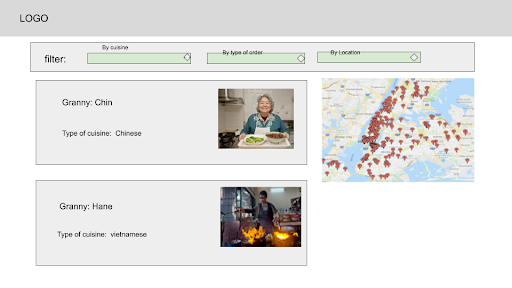 LOGO
filter:
By cuisine
By type of order
By Location
Granny: Chin
Type of cuisine:  Chinese
Granny: Hane
Type of cuisine:  vietnamese